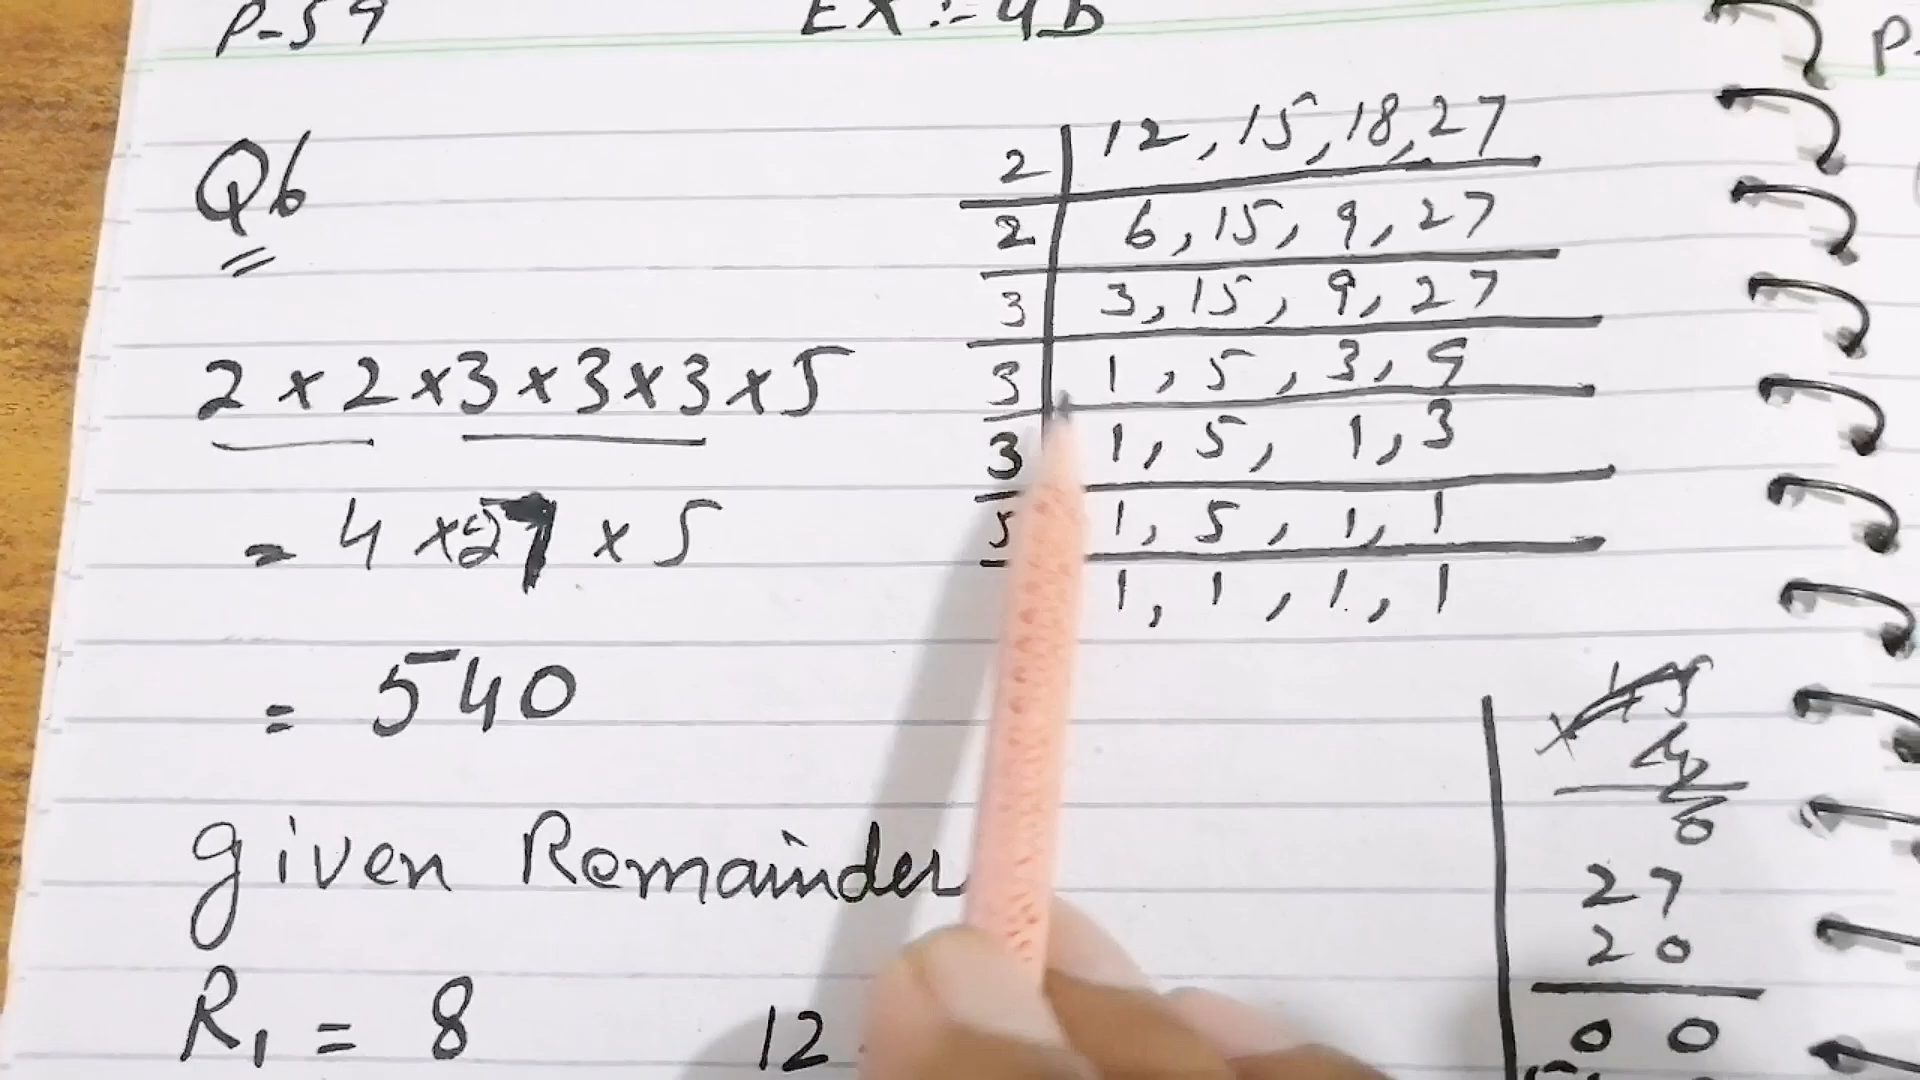 P-59 Ex :- 4b
P-
Q6
2 | 12, 15, 18, 27
2 | 6, 15, 9, 27
3 | 3, 15, 9, 27
3 | 1, 5, 3, 9
3 | 1, 5, 1, 3
5 | 1, 5, 1, 1
1, 1, 1, 1
2 × 2 × 3 × 3 × 3 × 5
= 4 × 27 × 5
= 540
given Remainder
R₁ = 8 12
27
20
00